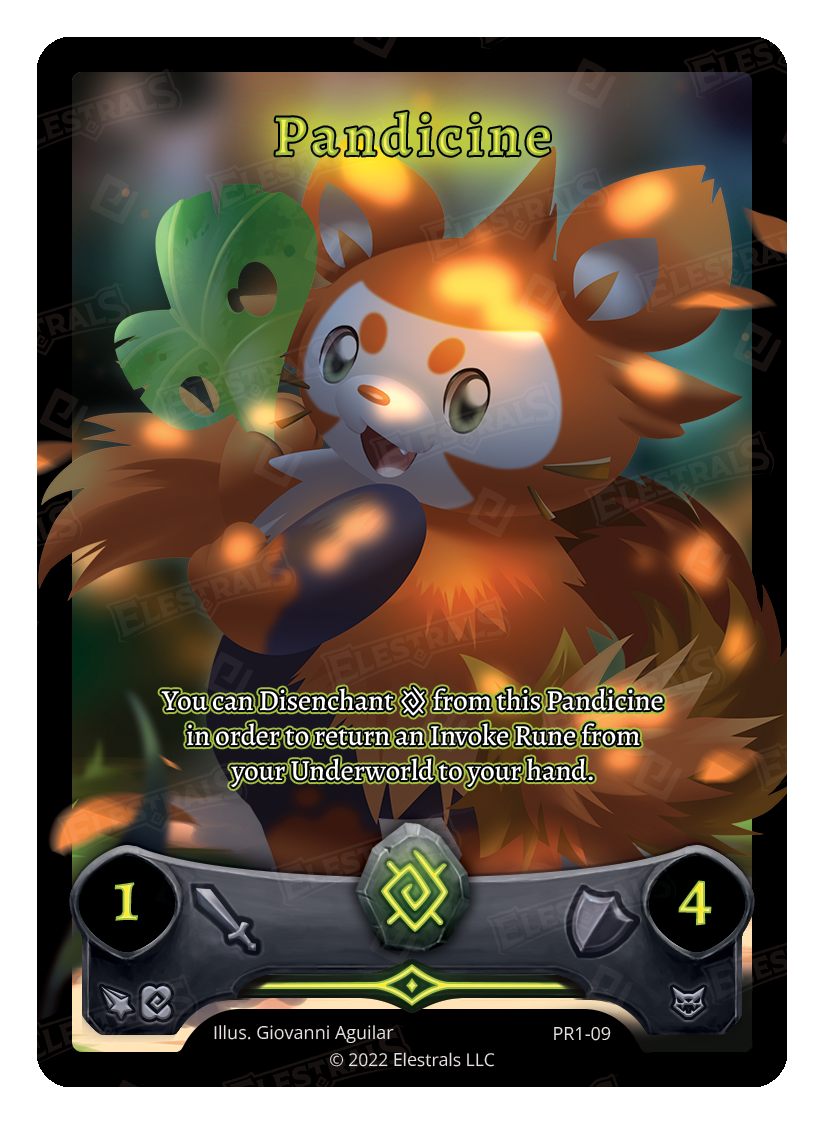 Pandicine
You can Disenchant from this Pandicine
in order to return an Invoke Rune from
your Underworld to your hand.
1
4
Illus. Giovanni Aguilar
PR1-09
© 2022 Elestrals LLC
ELESTRALS